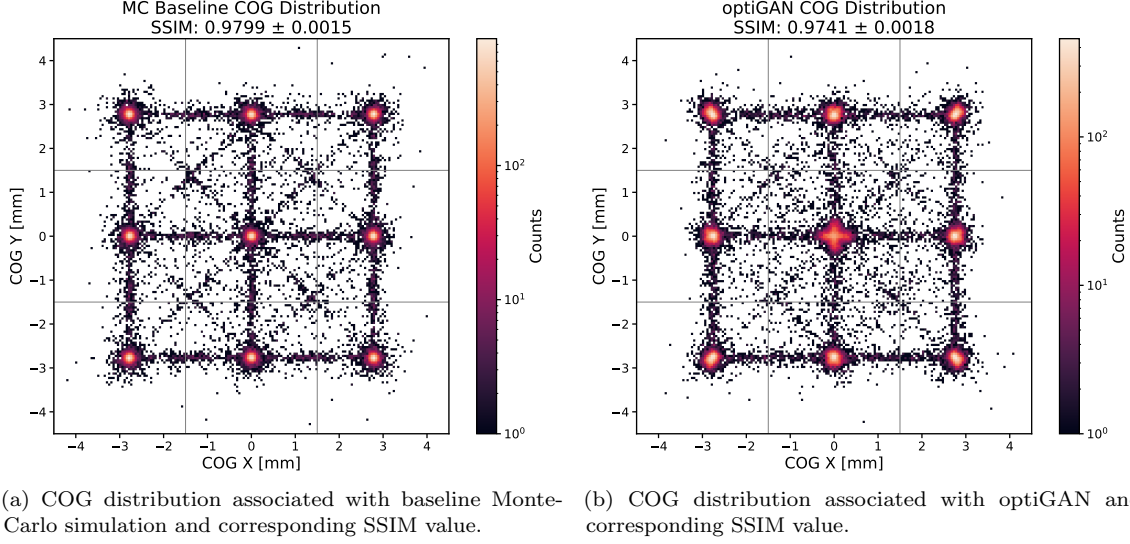 MC Baseline COG Distribution
SSIM: 0.9799 ± 0.0015
4
3
2
1
0
−1
−2
−3
−4
COG Y [mm]
−4 −3 −2 −1 0 1 2 3 4
COG X [mm]
10²
10¹
10⁰
Counts
optiGAN COG Distribution
SSIM: 0.9741 ± 0.0018
4
3
2
1
0
−1
−2
−3
−4
COG Y [mm]
−4 −3 −2 −1 0 1 2 3 4
COG X [mm]
10²
10¹
10⁰
Counts
(a) COG distribution associated with baseline Monte-
Carlo simulation and corresponding SSIM value.
(b) COG distribution associated with optiGAN an
corresponding SSIM value.